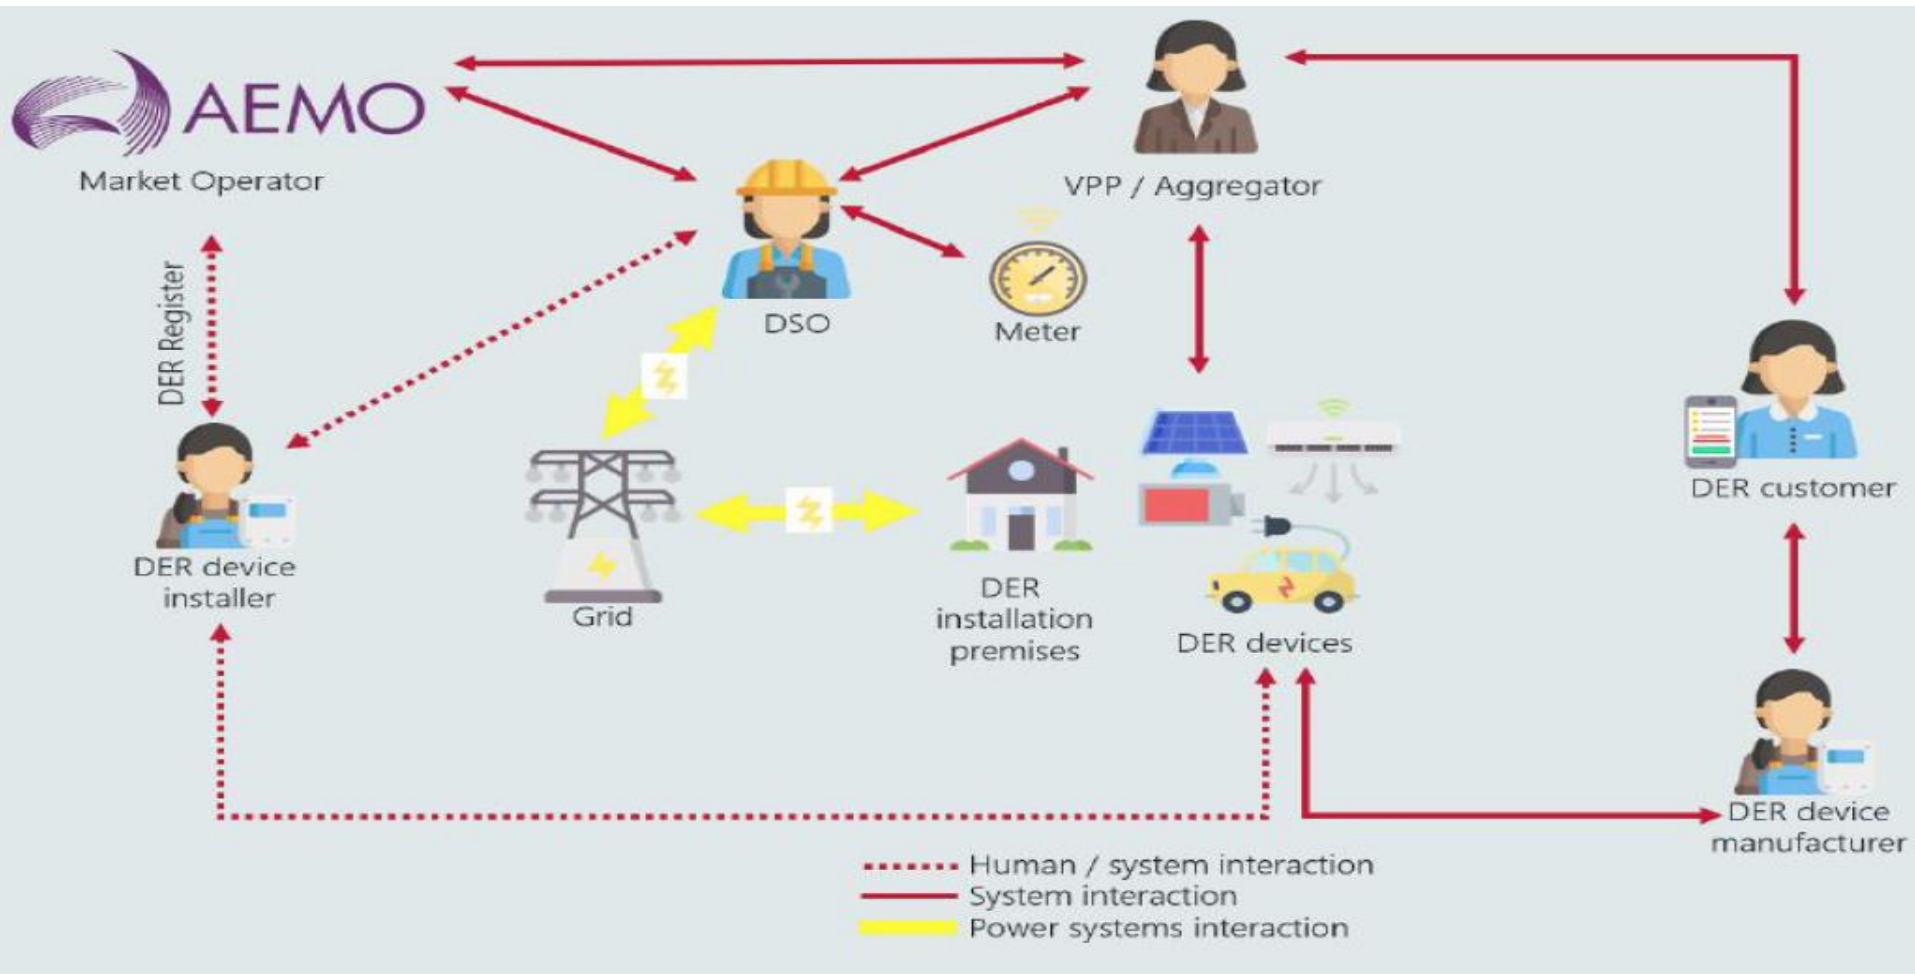 AEMO
Market Operator
VPP / Aggregator
DER Register
DSO
Meter
DER customer
DER device
installer
Grid
DER
installation
premises
DER devices
DER device
manufacturer
Human / system interaction
System interaction
Power systems interaction